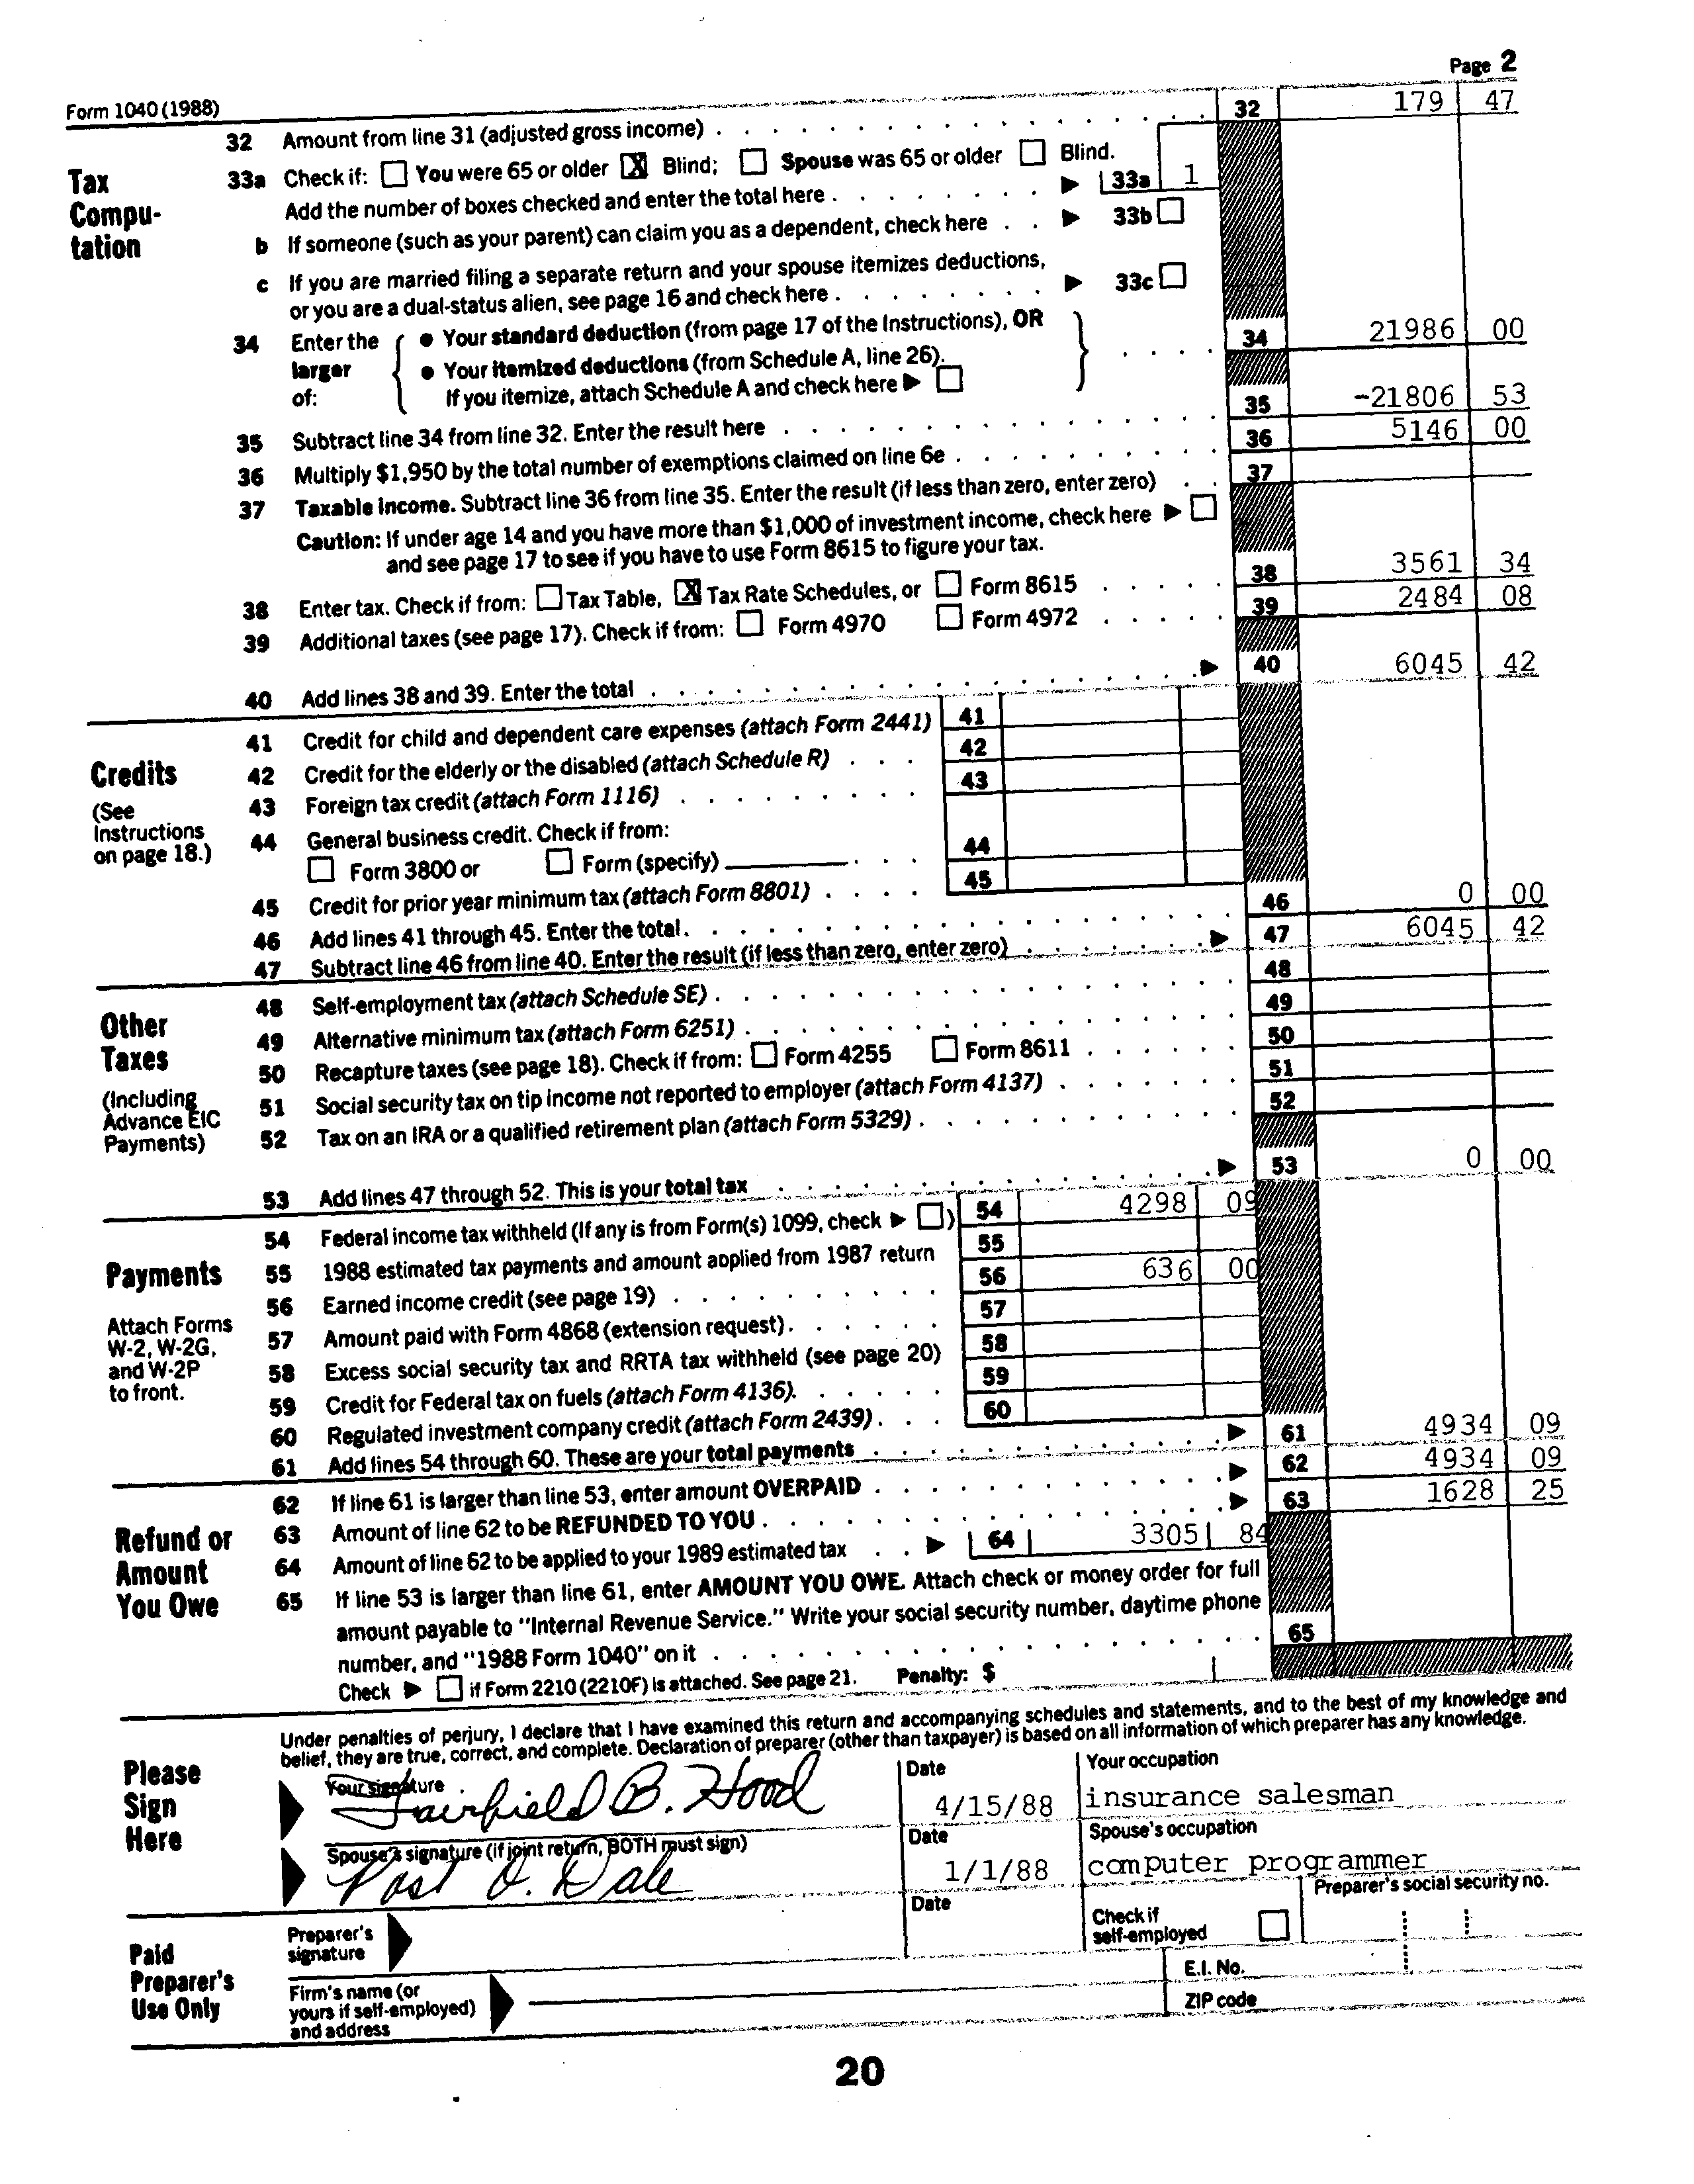 Page 2
Form 1040 (1988)
32 Amount from line 31 (adjusted gross income) . . . . . . . . . . . . . . . . 32 179 47
Tax Compu- tation
33a Check if: ☐ You were 65 or older ☒ Blind; ☐ Spouse was 65 or older ☐ Blind.
Add the number of boxes checked and enter the total here . . . . . . . . ► 33a 1
b If someone (such as your parent) can claim you as a dependent, check here . . ► 33b ☐
c If you are married filing a separate return and your spouse itemizes deductions,
or you are a dual-status alien, see page 16 and check here . . . . . . . . ► 33c ☐
34 Enter the larger of:
● Your standard deduction (from page 17 of the Instructions), OR
● Your itemized deductions (from Schedule A, line 26).
If you itemize, attach Schedule A and check here ► ☐
. . . . 34 21986 00
35 Subtract line 34 from line 32. Enter the result here . . . . . . . . . . . . . 35 -21806 53
36 Multiply $1,950 by the total number of exemptions claimed on line 6e . . . . . . . . 36 5146 00
37 Taxable income. Subtract line 36 from line 35. Enter the result (if less than zero, enter zero) . . 37
Caution: If under age 14 and you have more than $1,000 of investment income, check here ► ☐
and see page 17 to see if you have to use Form 8615 to figure your tax.
38 Enter tax. Check if from: ☐ Tax Table, ☒ Tax Rate Schedules, or ☐ Form 8615 . . . . 38 3561 34
39 Additional taxes (see page 17). Check if from: ☐ Form 4970 ☐ Form 4972 . . . . 39 2484 08
40 Add lines 38 and 39. Enter the total . . . . . . . . . . . . . . . . ► 40 6045 42
Credits
(See Instructions on page 18.)
41 Credit for child and dependent care expenses (attach Form 2441) 41
42 Credit for the elderly or the disabled (attach Schedule R) . . . 42
43 Foreign tax credit (attach Form 1116) . . . . . . . . 43
44 General business credit. Check if from:
☐ Form 3800 or ☐ Form (specify) . . . 44
45 Credit for prior year minimum tax (attach Form 8801) . . . . 45
46 Add lines 41 through 45. Enter the total . . . . . . . . . . . . . . . . 46 0 00
47 Subtract line 46 from line 40. Enter the result (if less than zero, enter zero) . . . . . . ► 47 6045 42
Other Taxes
(Including Advance EIC Payments)
48 Self-employment tax (attach Schedule SE) . . . . . . . . . . . . . . . . 48
49 Alternative minimum tax (attach Form 6251) . . . . . . . . . . . . . . . 49
50 Recapture taxes (see page 18). Check if from: ☐ Form 4255 ☐ Form 8611 . . . . . . 50
51 Social security tax on tip income not reported to employer (attach Form 4137) . . . . . . 51
52 Tax on an IRA or a qualified retirement plan (attach Form 5329) . . . . . . . . . . 52
53 Add lines 47 through 52. This is your total tax . . . . . . . . . . . . . ► 53 0 00
Payments
Attach Forms W-2, W-2G, and W-2P to front.
54 Federal income tax withheld (If any is from Form(s) 1099, check ► ☐) 54 4298 09
55 1988 estimated tax payments and amount applied from 1987 return 55
56 Earned income credit (see page 19) . . . . . . . . . 56 636 00
57 Amount paid with Form 4868 (extension request) . . . . . . 57
58 Excess social security tax and RRTA tax withheld (see page 20) 58
59 Credit for Federal tax on fuels (attach Form 4136) . . . . . 59
60 Regulated investment company credit (attach Form 2439) . . . 60
61 Add lines 54 through 60. These are your total payments . . . . . . . . . . . ► 61 4934 09
Refund or Amount You Owe
62 If line 61 is larger than line 53, enter amount OVERPAID . . . . . . . . . . . ► 62 4934 09
63 Amount of line 62 to be REFUNDED TO YOU . . . . . . . . . . . . . . ► 63 1628 25
64 Amount of line 62 to be applied to your 1989 estimated tax . . ► 64 3305 84
65 If line 53 is larger than line 61, enter AMOUNT YOU OWE. Attach check or money order for full
amount payable to "Internal Revenue Service." Write your social security number, daytime phone
number, and "1988 Form 1040" on it . . . . . . . . . . . . . . . . 65
Check ► ☐ if Form 2210 (2210F) is attached. See page 21. Penalty: $
Please Sign Here
Under penalties of perjury, I declare that I have examined this return and accompanying schedules and statements, and to the best of my knowledge and
belief, they are true, correct, and complete. Declaration of preparer (other than taxpayer) is based on all information of which preparer has any knowledge.
Your signature Date Your occupation
Fairfield B. Hood 4/15/88 insurance salesman
Spouse's signature (if joint return, BOTH must sign) Date Spouse's occupation
Post O. Dale 1/1/88 computer programmer
Paid Preparer's Use Only
Preparer's signature Date Check if self-employed ☐ Preparer's social security no.
Firm's name (or yours if self-employed) and address
E.I. No.
ZIP code
20